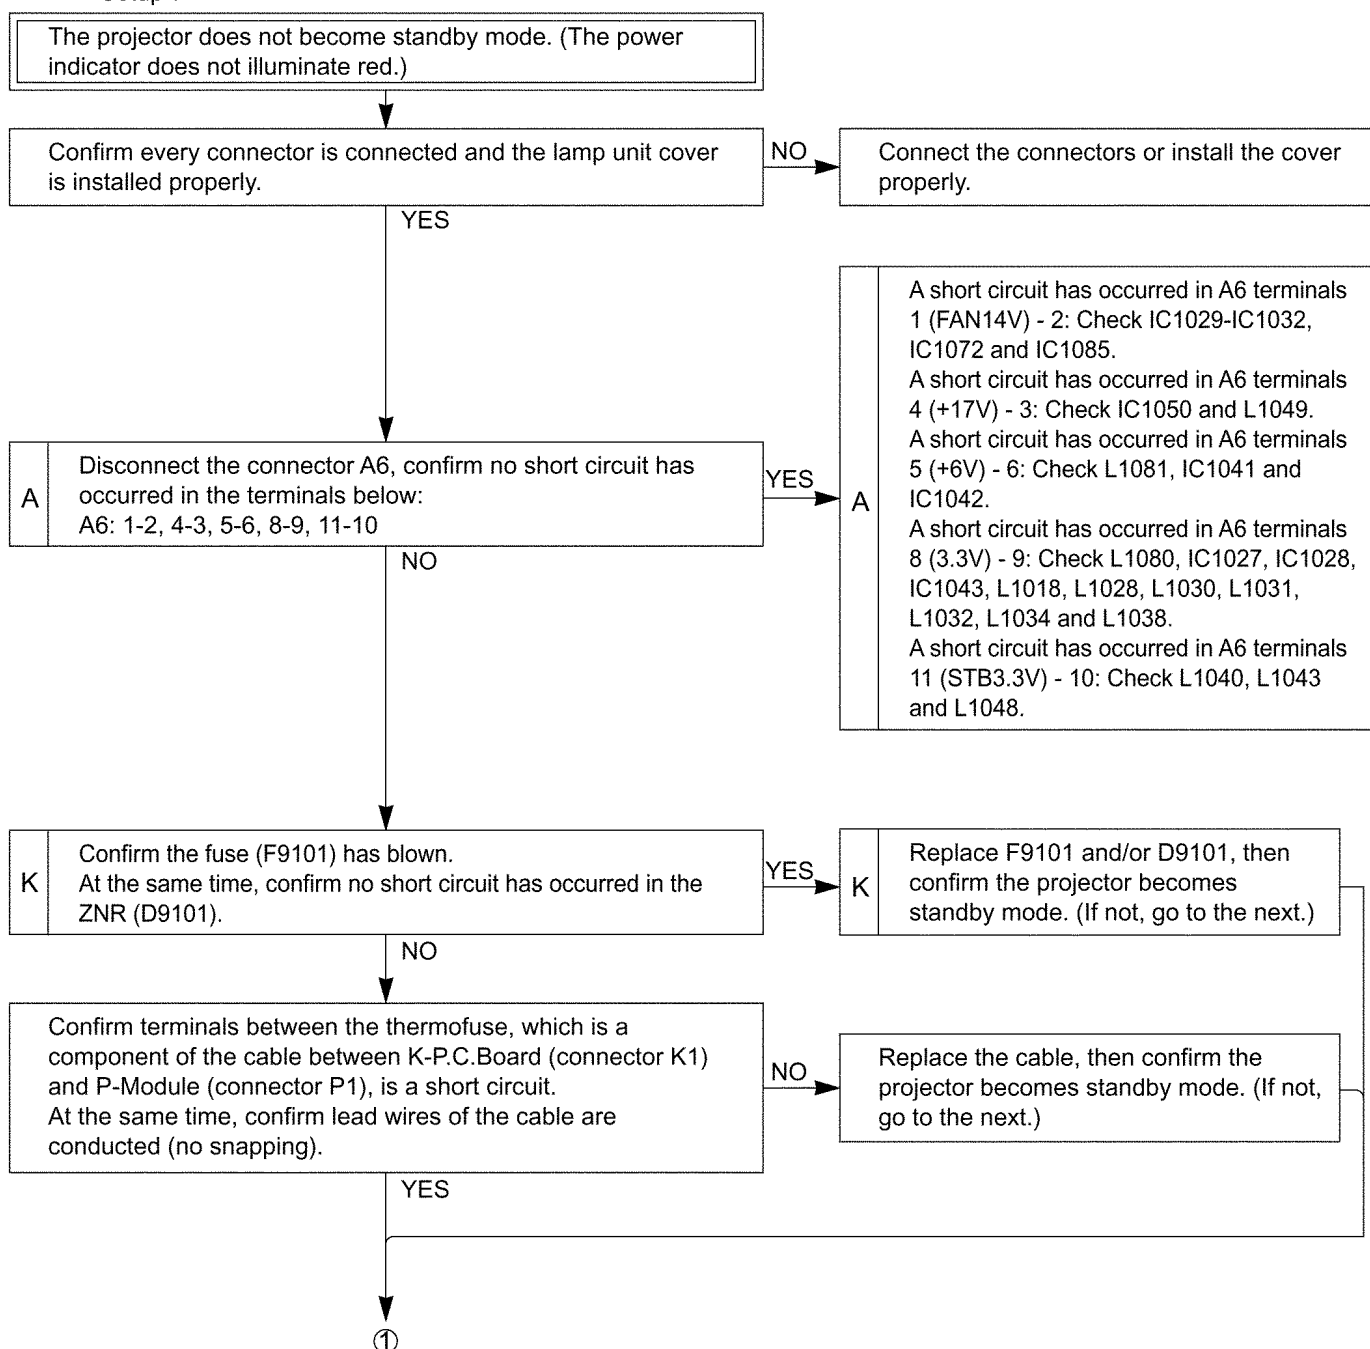 The projector does not become standby mode. (The power
indicator does not illuminate red.)
Confirm every connector is connected and the lamp unit cover
is installed properly.
NO
Connect the connectors or install the cover
properly.
YES
A
Disconnect the connector A6, confirm no short circuit has
occurred in the terminals below:
A6: 1-2, 4-3, 5-6, 8-9, 11-10
YES
A
A short circuit has occurred in A6 terminals
1 (FAN14V) - 2: Check IC1029-IC1032,
IC1072 and IC1085.
A short circuit has occurred in A6 terminals
4 (+17V) - 3: Check IC1050 and L1049.
A short circuit has occurred in A6 terminals
5 (+6V) - 6: Check L1081, IC1041 and
IC1042.
A short circuit has occurred in A6 terminals
8 (3.3V) - 9: Check L1080, IC1027, IC1028,
IC1043, L1018, L1028, L1030, L1031,
L1032, L1034 and L1038.
A short circuit has occurred in A6 terminals
11 (STB3.3V) - 10: Check L1040, L1043
and L1048.
NO
K
Confirm the fuse (F9101) has blown.
At the same time, confirm no short circuit has occurred in the
ZNR (D9101).
YES
K
Replace F9101 and/or D9101, then
confirm the projector becomes
standby mode. (If not, go to the next.)
NO
Confirm terminals between the thermofuse, which is a
component of the cable between K-P.C.Board (connector K1)
and P-Module (connector P1), is a short circuit.
At the same time, confirm lead wires of the cable are
conducted (no snapping).
NO
Replace the cable, then confirm the
projector becomes standby mode. (If not,
go to the next.)
YES
①